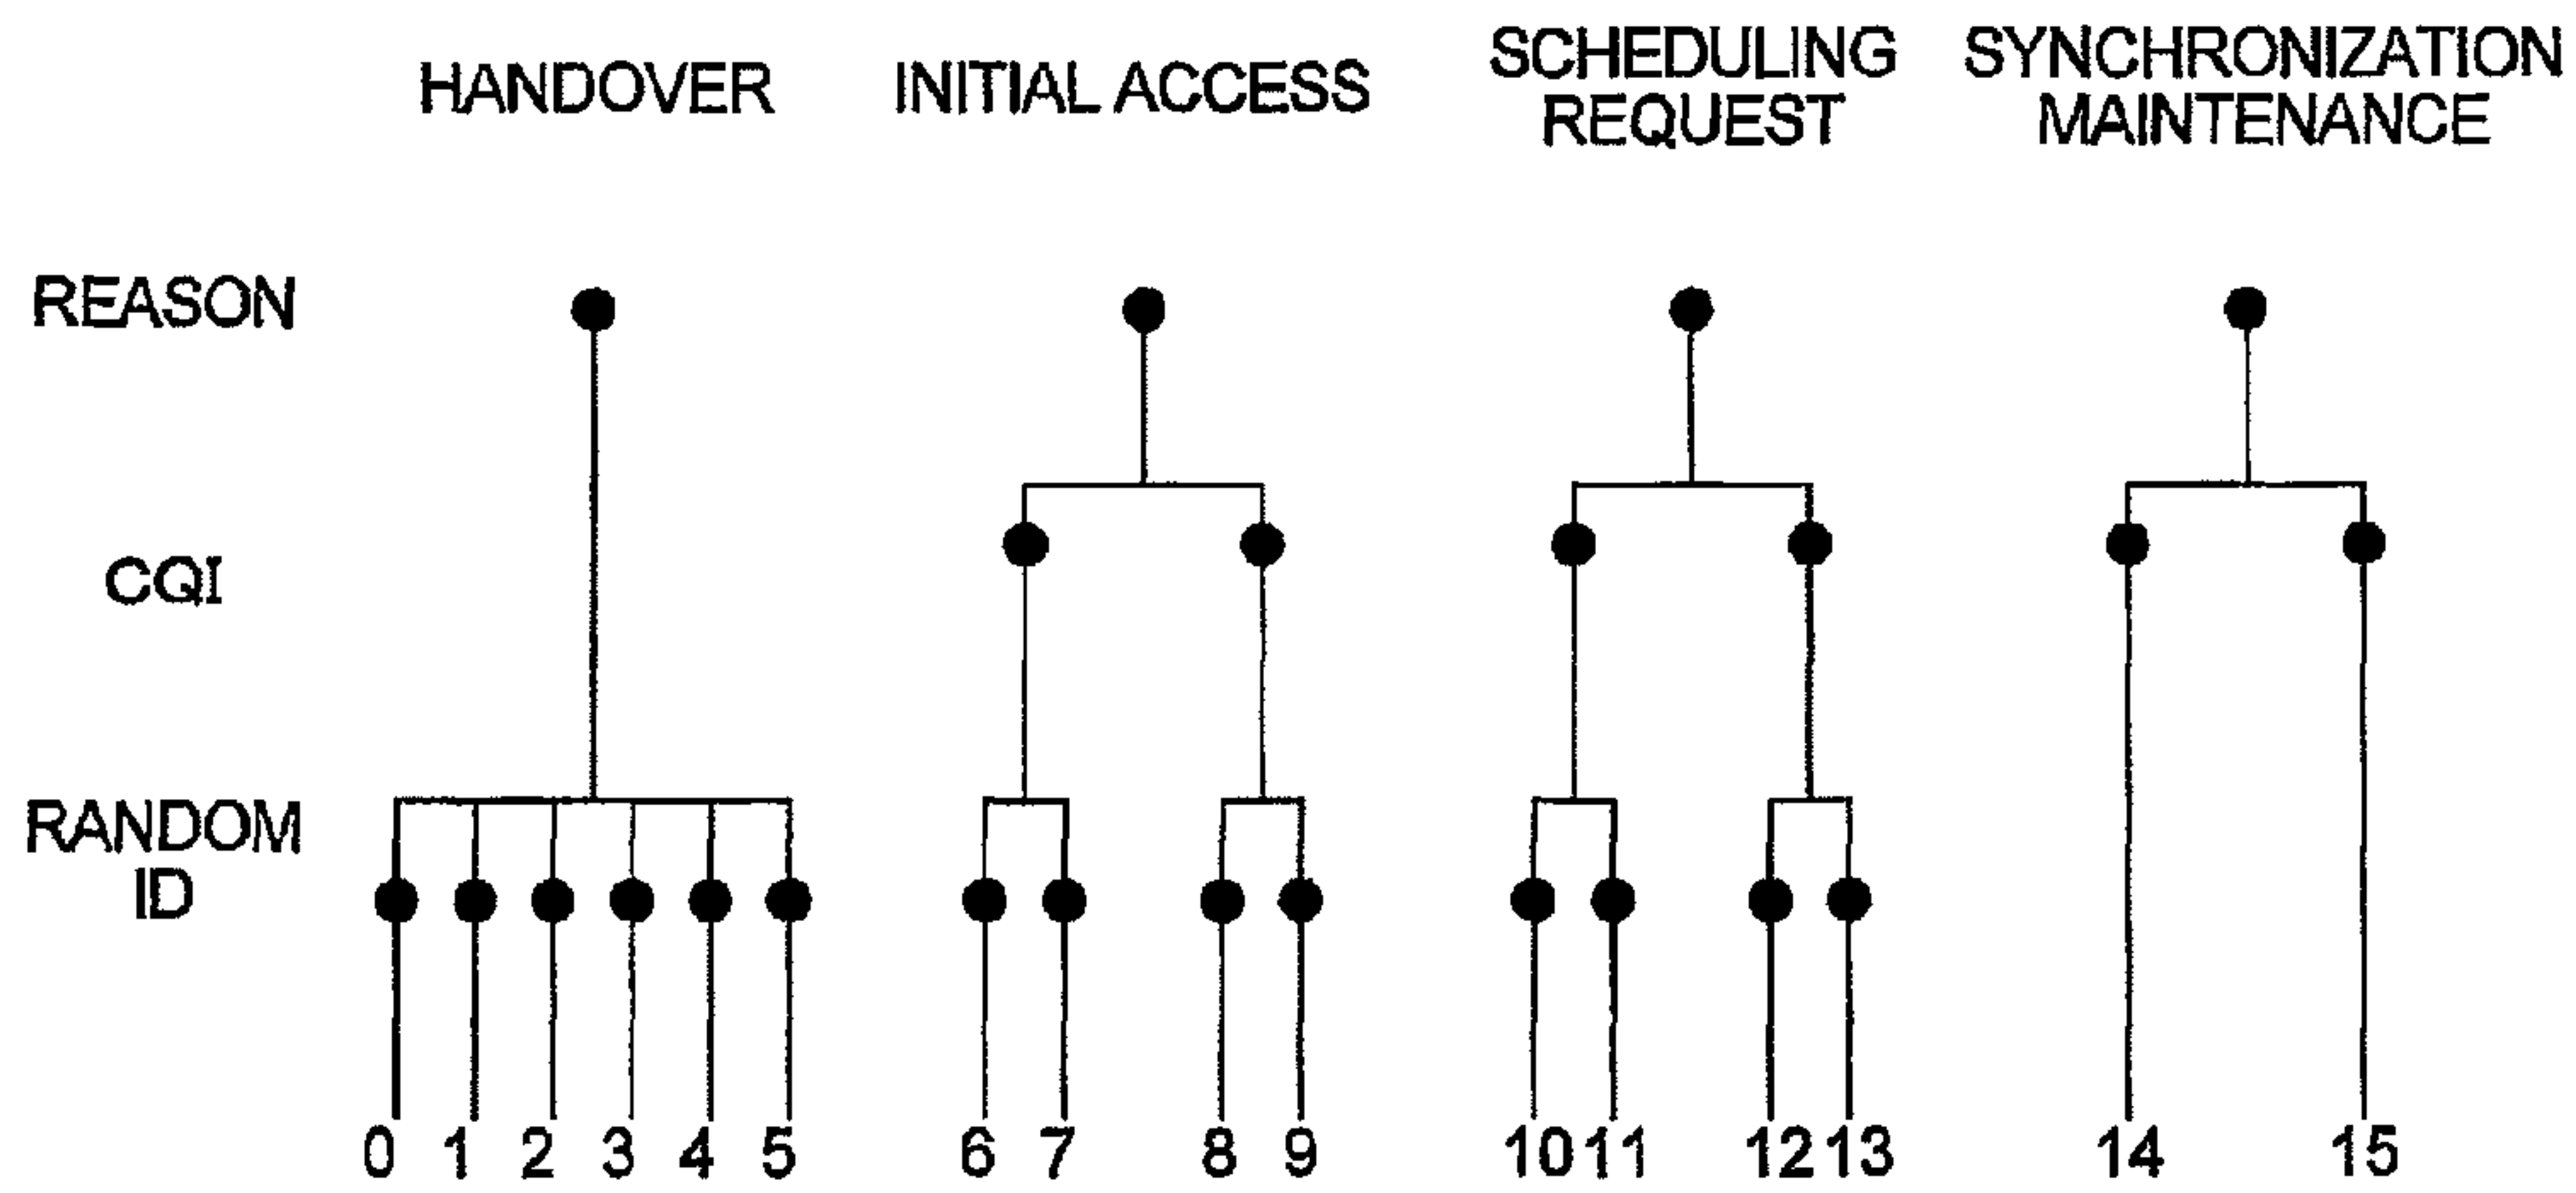 HANDOVER
INITIAL ACCESS
SCHEDULING
REQUEST
SYNCHRONIZATION
MAINTENANCE
REASON
CQI
RANDOM
ID
0 1 2 3 4 5 6 7 8 9 10 11 12 13 14 15